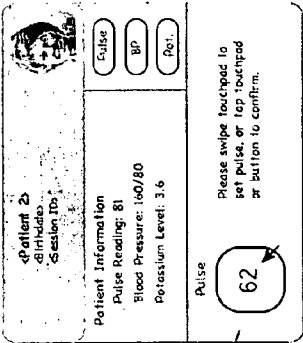 <Patient 2>
<Birthdate>
<Session ID>
Pulse
BP
Pot.
Patient Information
Pulse Reading: 81
Blood Pressure: 160/80
Potassium Level: 3.6
Pulse
62
Please swipe touchpad to
set pulse, or tap touchpad
or button to confirm.